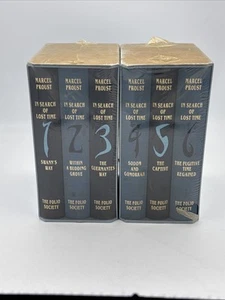 MARCEL
PROUST
IN SEARCH
OF
LOST TIME
1
SWANN'S
WAY
THE FOLIO
SOCIETY
MARCEL
PROUST
IN SEARCH
OF
LOST TIME
2
WITHIN
A BUDDING
GROVE
THE FOLIO
SOCIETY
MARCEL
PROUST
IN SEARCH
OF
LOST TIME
3
THE
GUERMANTES
WAY
THE FOLIO
SOCIETY
MARCEL
PROUST
IN SEARCH
OF
LOST TIME
4
SODOM
AND
GOMORRAH
THE FOLIO
SOCIETY
MARCEL
PROUST
IN SEARCH
OF
LOST TIME
5
THE
CAPTIVE
THE FOLIO
SOCIETY
MARCEL
PROUST
IN SEARCH
OF
LOST TIME
6
THE FUGITIVE
TIME
REGAINED
THE FOLIO
SOCIETY